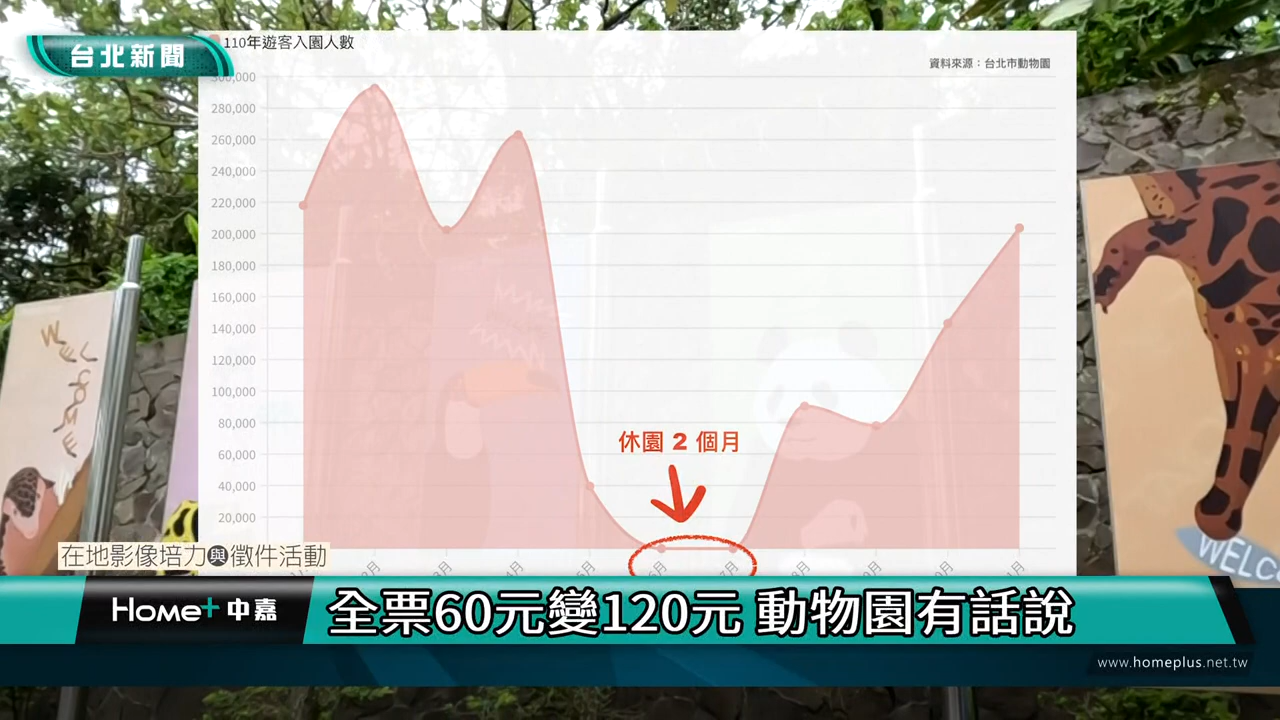 台北新聞
110年遊客入園人數
資料來源：台北市動物園
300,000
280,000
260,000
240,000
220,000
200,000
180,000
160,000
140,000
120,000
100,000
80,000
60,000
40,000
20,000
休園 2 個月
WELCOME
WELC
在地影像培力與徵件活動
Home+中嘉
全票60元變120元 動物園有話說
www.homeplus.net.tw